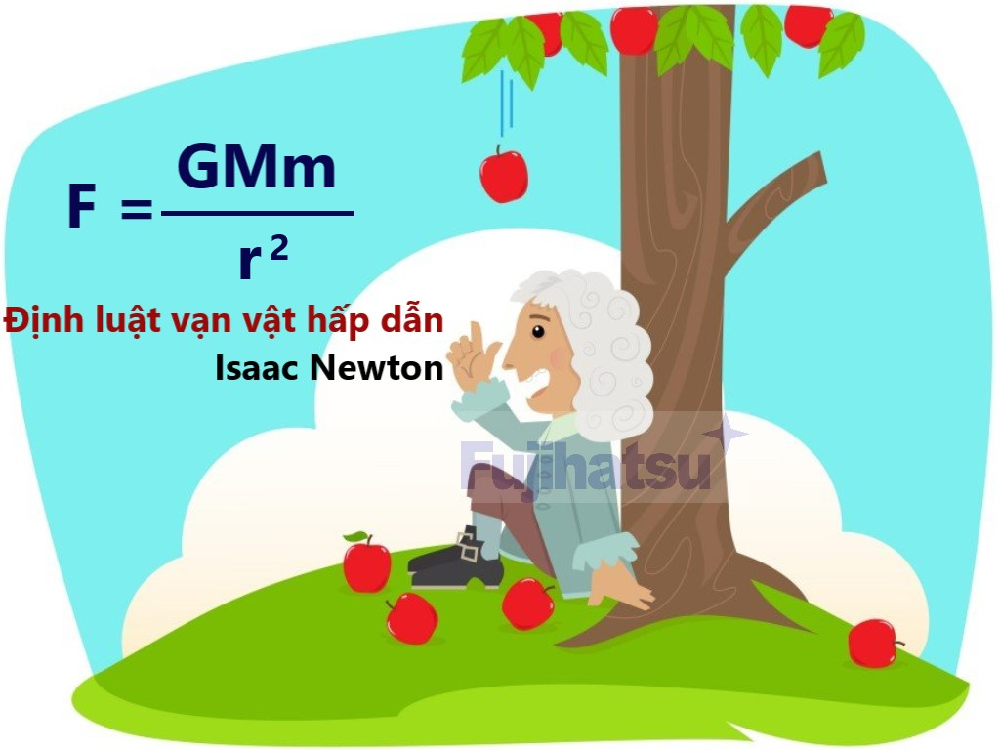 F = GMm
r²
Định luật vạn vật hấp dẫn
Isaac Newton
Fujihatsu